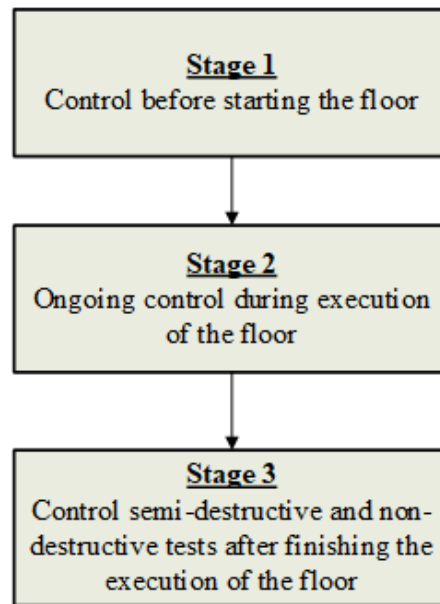 Stage 1
Control before starting the floor
Stage 2
Ongoing control during execution
of the floor
Stage 3
Control semi-destructive and non-
destructive tests after finishing the
execution of the floor